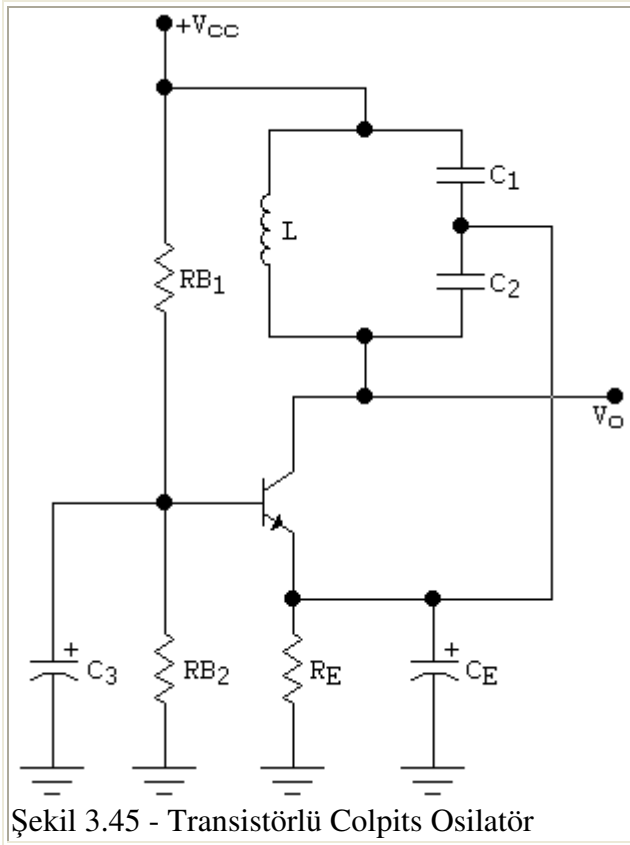 +VCC
C1
L
C2
RB1
VO
C3
+
RB2
RE
+
CE
Şekil 3.45 - Transistörlü Colpits Osilatör